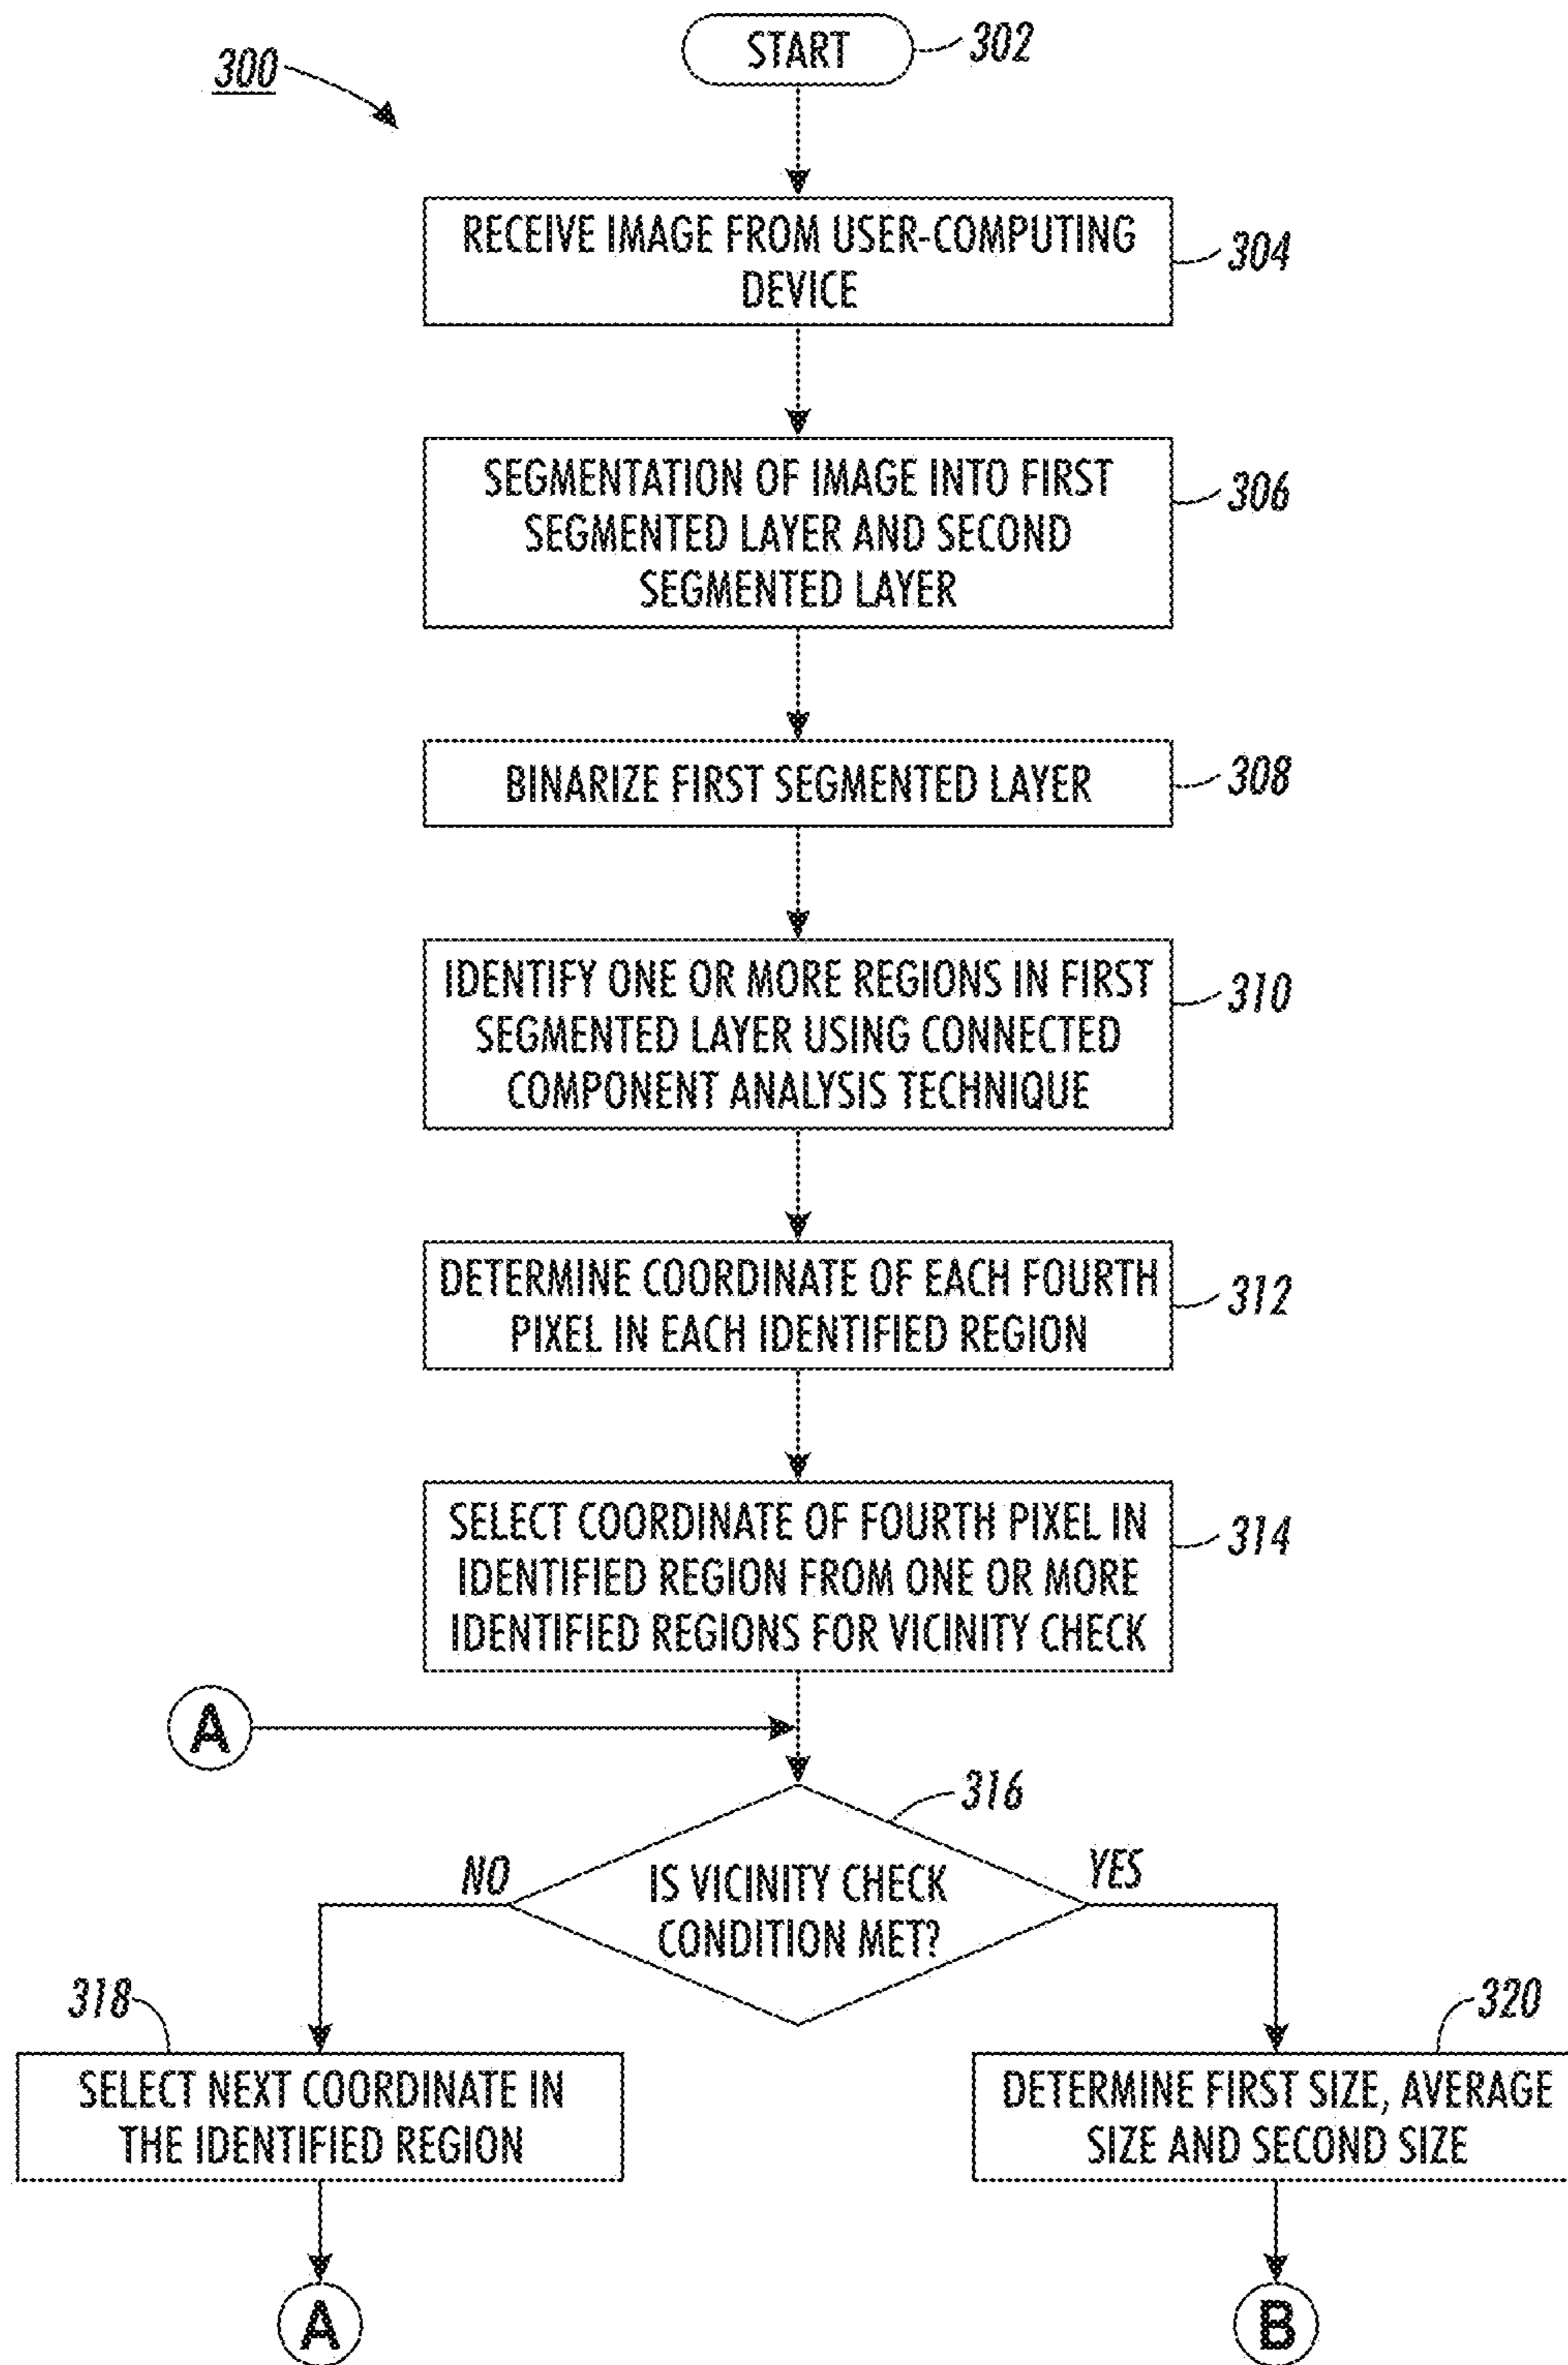 300
START
302
RECEIVE IMAGE FROM USER-COMPUTING
DEVICE
304
SEGMENTATION OF IMAGE INTO FIRST
SEGMENTED LAYER AND SECOND
SEGMENTED LAYER
306
BINARIZE FIRST SEGMENTED LAYER
308
IDENTIFY ONE OR MORE REGIONS IN FIRST
SEGMENTED LAYER USING CONNECTED
COMPONENT ANALYSIS TECHNIQUE
310
DETERMINE COORDINATE OF EACH FOURTH
PIXEL IN EACH IDENTIFIED REGION
312
SELECT COORDINATE OF FOURTH PIXEL IN
IDENTIFIED REGION FROM ONE OR MORE
IDENTIFIED REGIONS FOR VICINITY CHECK
314
A
316
IS VICINITY CHECK
CONDITION MET?
NO
YES
318
SELECT NEXT COORDINATE IN
THE IDENTIFIED REGION
320
DETERMINE FIRST SIZE, AVERAGE
SIZE AND SECOND SIZE
A
B